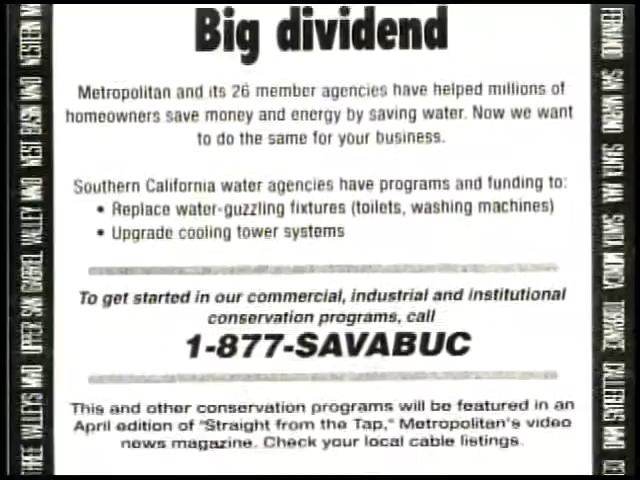 Big dividend
Metropolitan and its 26 member agencies have helped millions of
homeowners save money and energy by saving water. Now we want
to do the same for your business.
Southern California water agencies have programs and funding to:
• Replace water-guzzling fixtures (toilets, washing machines)
• Upgrade cooling tower systems
To get started in our commercial, industrial and institutional
conservation programs, call
1-877-SAVABUC
This and other conservation programs will be featured in an
April edition of "Straight from the Tap," Metropolitan's video
news magazine. Check your local cable listings.
THREE VALLEYS MWD UPPER SAN GABRIEL VALLEY MWD WEST BASIN MWD WESTERN
FERNANDO SAN MARINO SANTA ANA SANTA MONICA TORRANCE CALLEGUAS MWD